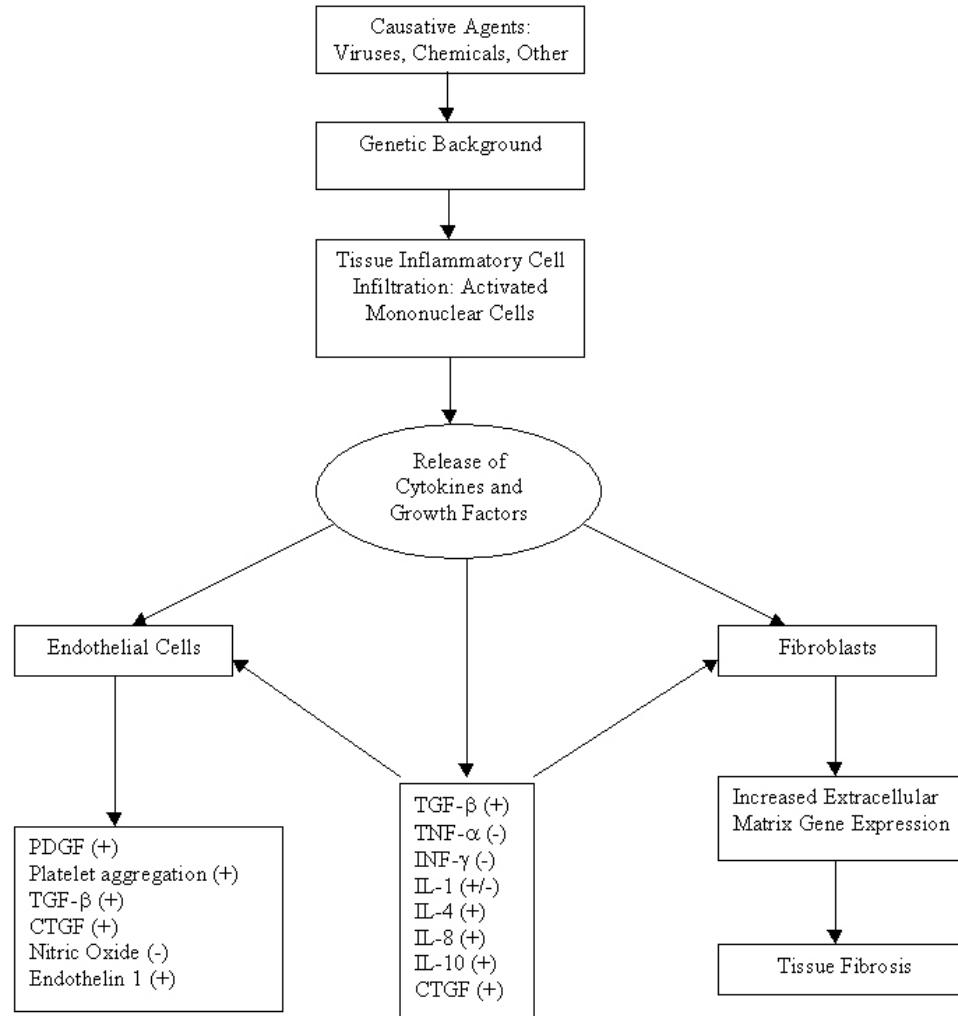 Causative Agents:
Viruses, Chemicals, Other
Genetic Background
Tissue Inflammatory Cell
Infiltration: Activated
Mononuclear Cells
Release of
Cytokines and
Growth Factors
Endothelial Cells
Fibroblasts
PDGF (+)
Platelet aggregation (+)
TGF-β (+)
CTGF (+)
Nitric Oxide (-)
Endothelin 1 (+)
TGF-β (+)
TNF-α (-)
INF-γ (-)
IL-1 (+/-)
IL-4 (+)
IL-8 (+)
IL-10 (+)
CTGF (+)
Increased Extracellular
Matrix Gene Expression
Tissue Fibrosis